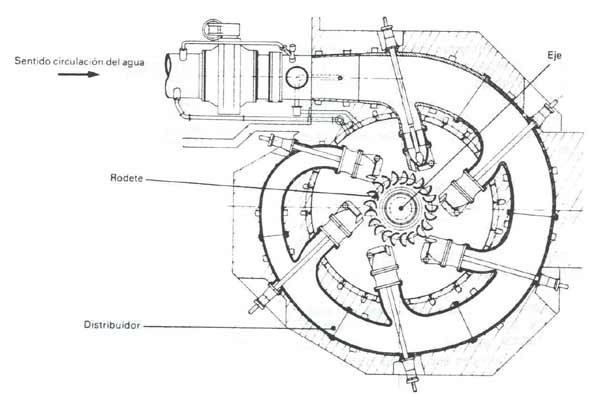 Sentido circulación del agua
Eje
Rodete
Distribuidor